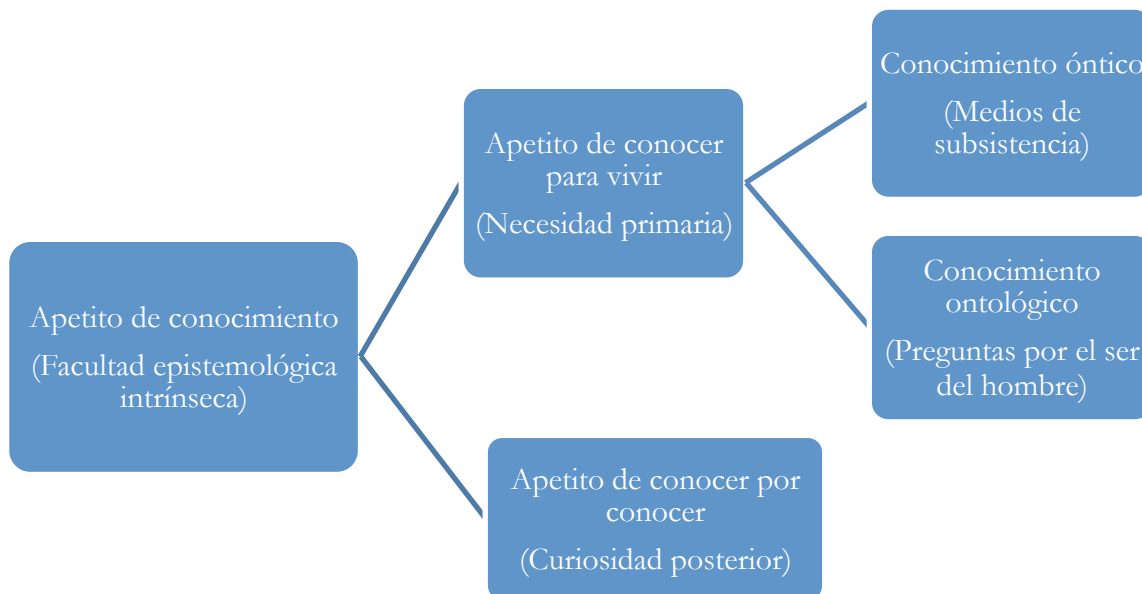 Apetito de conocimiento
(Facultad epistemológica
intrínseca)
Apetito de conocer
para vivir
(Necesidad primaria)
Conocimiento óntico
(Medios de
subsistencia)
Conocimiento
ontológico
(Preguntas por el ser
del hombre)
Apetito de conocer por
conocer
(Curiosidad posterior)